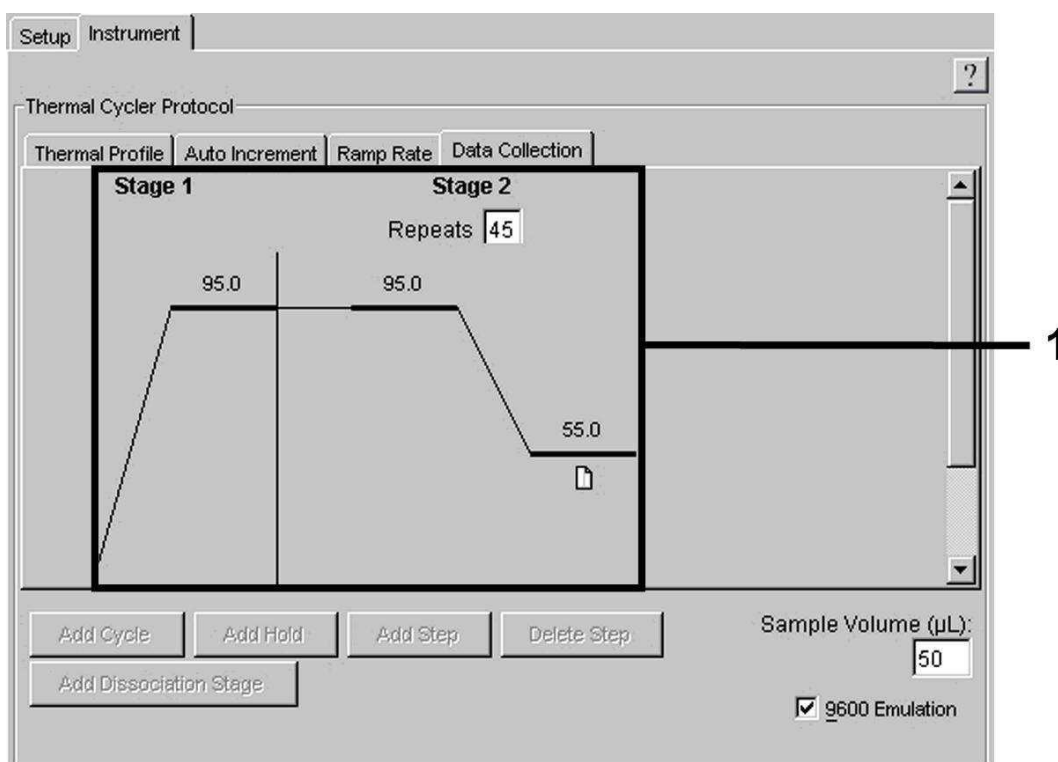 Setup Instrument
?
Thermal Cycler Protocol
Thermal Profile Auto Increment Ramp Rate Data Collection
Stage 1 Stage 2
Repeats 45
95.0 95.0
1
55.0
Add Cycle Add Hold Add Step Delete Step Sample Volume (µL):
50
Add Dissociation Stage
9600 Emulation